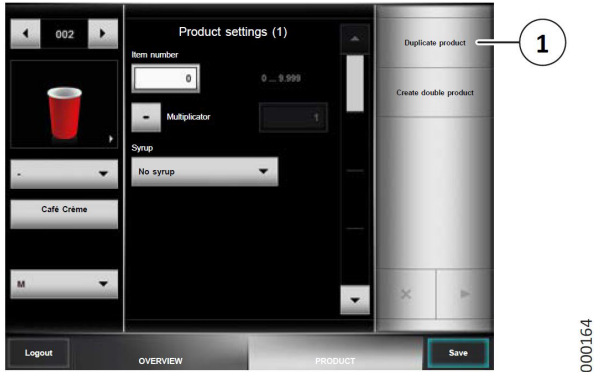 002
Product settings (1)
Item number
0
0 ... 9.999
-
Multiplicator
1
Syrup
No syrup
-
Café Crème
M
Duplicate product
1
Create double product
Logout
OVERVIEW
PRODUCT
Save
000164